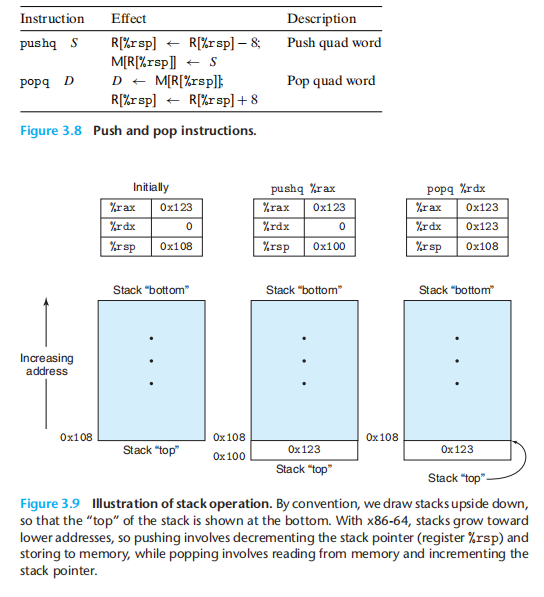 Instruction Effect Description
pushq S R[%rsp] ← R[%rsp] − 8; Push quad word
M[R[%rsp]] ← S
popq D D ← M[R[%rsp]]; Pop quad word
R[%rsp] ← R[%rsp] + 8
Figure 3.8 Push and pop instructions.
Initially pushq %rax popq %rdx
%rax 0x123 %rax 0x123 %rax 0x123
%rdx 0 %rdx 0 %rdx 0x123
%rsp 0x108 %rsp 0x100 %rsp 0x108
Stack “bottom” Stack “bottom” Stack “bottom”
Increasing
address
0x108 0x108 0x108
Stack “top” 0x100 0x123 0x123
Stack “top” Stack “top”
Figure 3.9 Illustration of stack operation. By convention, we draw stacks upside down,
so that the “top” of the stack is shown at the bottom. With x86-64, stacks grow toward
lower addresses, so pushing involves decrementing the stack pointer (register %rsp) and
storing to memory, while popping involves reading from memory and incrementing the
stack pointer.